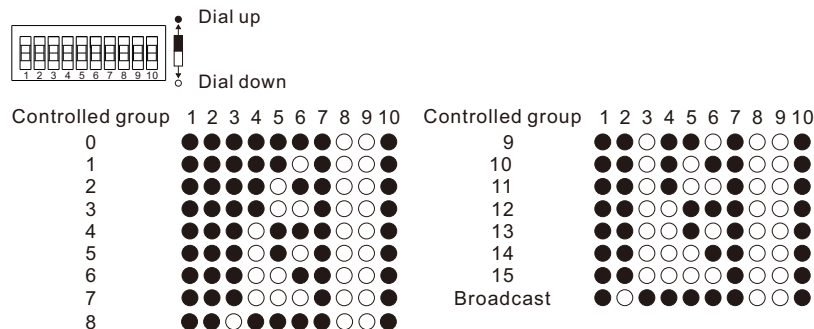 Dial up
1 2 3 4 5 6 7 8 9 10
Dial down
Controlled group 1 2 3 4 5 6 7 8 9 10
0
1
2
3
4
5
6
7
8
Controlled group 1 2 3 4 5 6 7 8 9 10
9
10
11
12
13
14
15
Broadcast